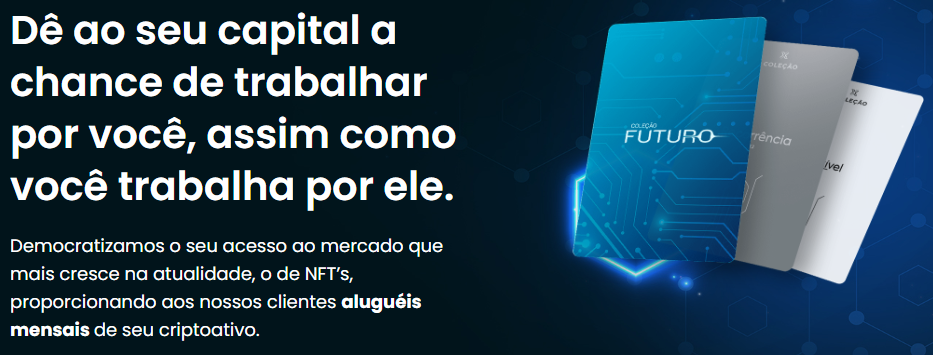 Dê ao seu capital a
chance de trabalhar
por você, assim como
você trabalha por ele.
Democratizamos o seu acesso ao mercado que
mais cresce na atualidade, o de NFT’s,
proporcionando aos nossos clientes aluguéis
mensais de seu criptoativo.
COLEÇÃO
FUTURO
COLEÇÃO
rrência
LEÇÃO
ível